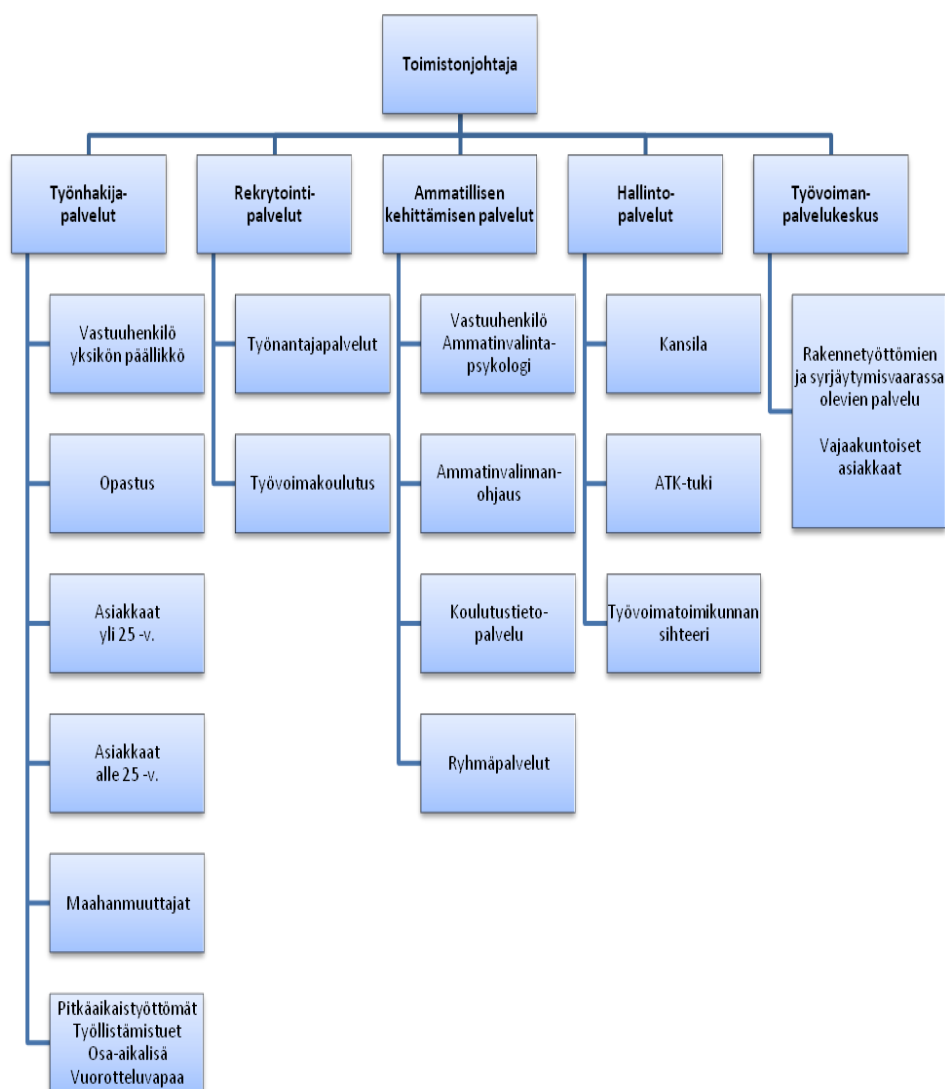 Toimistonjohtaja
Työnhakija-
palvelut
Rekrytointi-
palvelut
Ammatillisen
kehittämisen palvelut
Hallinto-
palvelut
Työvoiman-
palvelukeskus
Vastuuhenkilö
yksikön päällikkö
Opastus
Asiakkaat
yli 25 -v.
Asiakkaat
alle 25 -v.
Maahanmuuttajat
Pitkäaikaistyöttömät
Työllistämistuet
Osa-aikalisä
Vuorotteluvapaa
Työnantajapalvelut
Työvoimakoulutus
Vastuuhenkilö
Ammatinvalinta-
psykologi
Ammatinvalinnan-
ohjaus
Koulutustieto-
palvelu
Ryhmäpalvelut
Kansila
ATK-tuki
Työvoimatoimikunnan
sihteeri
Rakennetyöttömien
ja syrjäytymisvaarassa
olevien palvelu
Vajaakuntoiset
asiakkaat